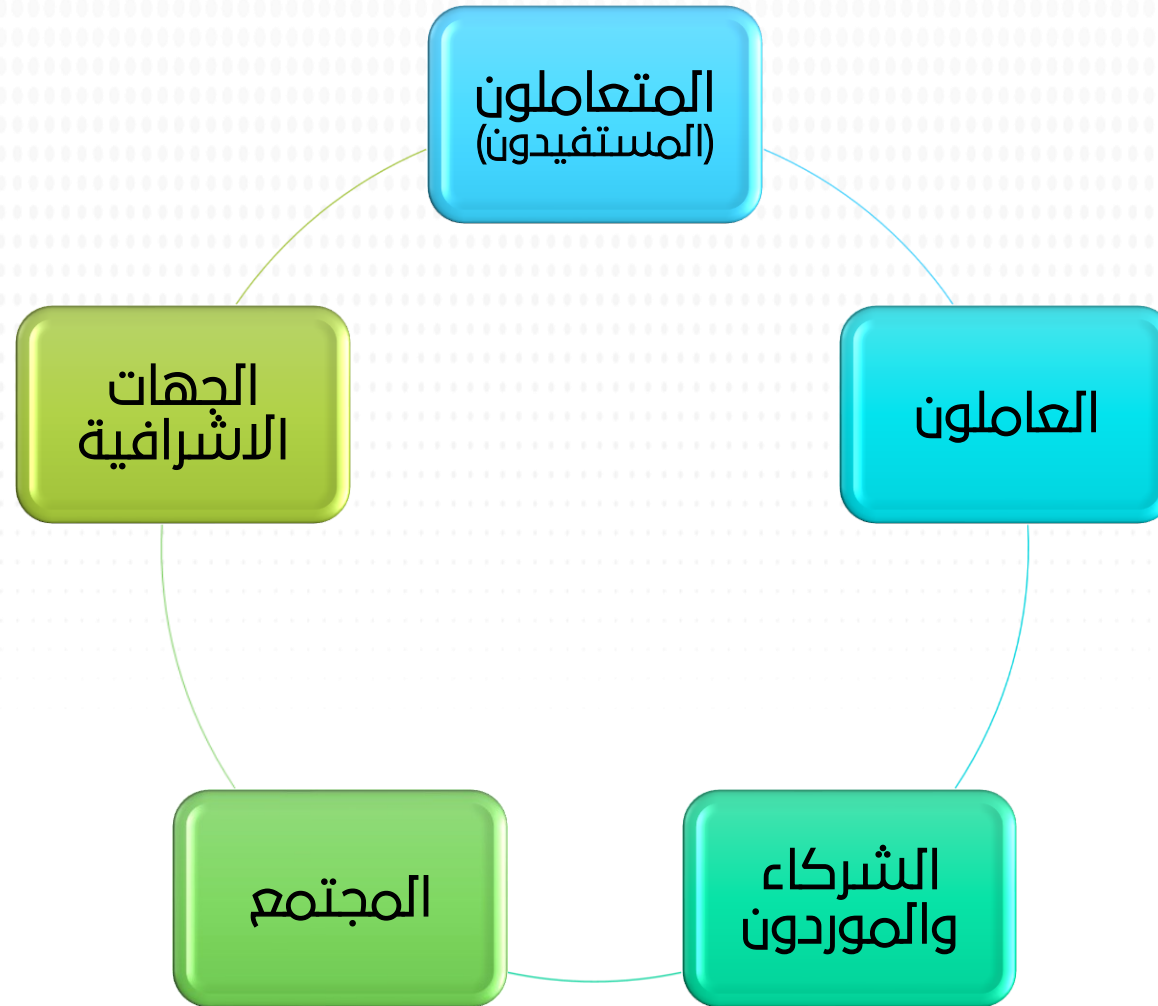 المتعاملون
(المستفيدون)
العاملون
الشركاء
والموردون
المجتمع
الجهات
الاشرافية